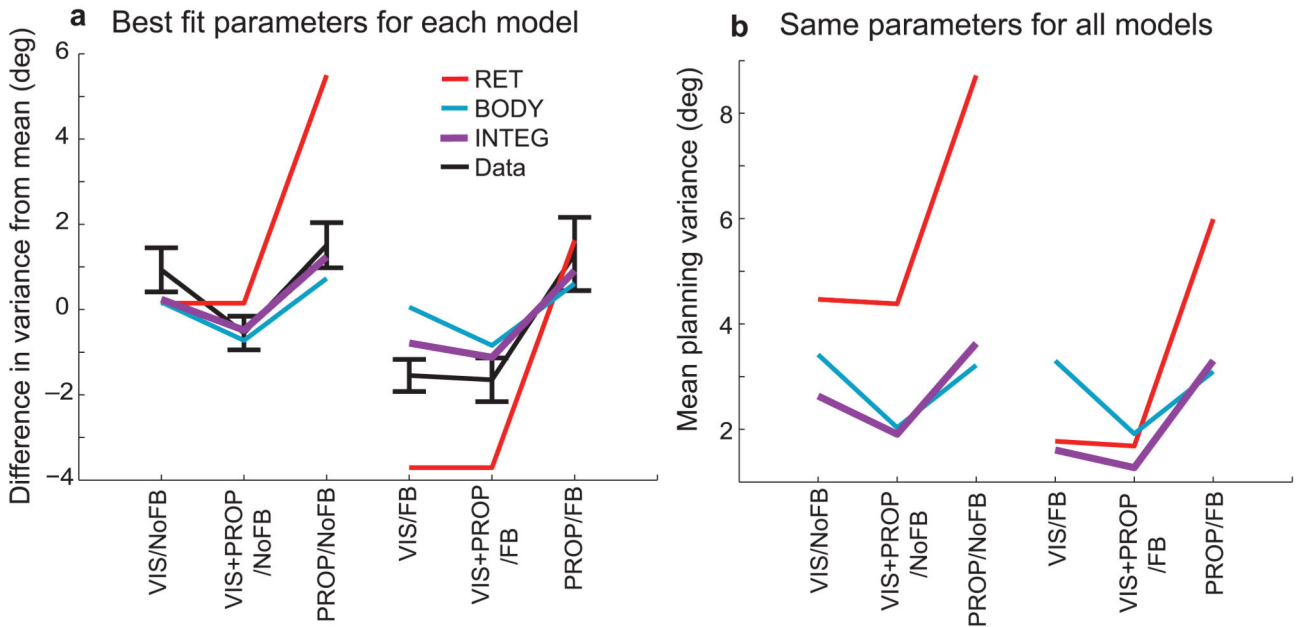 a Best fit parameters for each model
Difference in variance from mean (deg)
6
4
2
0
−2
−4
RET
BODY
INTEG
Data
VIS/NoFB
VIS+PROP
/NoFB
PROP/NoFB
VIS/FB
VIS+PROP
/FB
PROP/FB
b Same parameters for all models
Mean planning variance (deg)
8
6
4
2
VIS/NoFB
VIS+PROP
/NoFB
PROP/NoFB
VIS/FB
VIS+PROP
/FB
PROP/FB